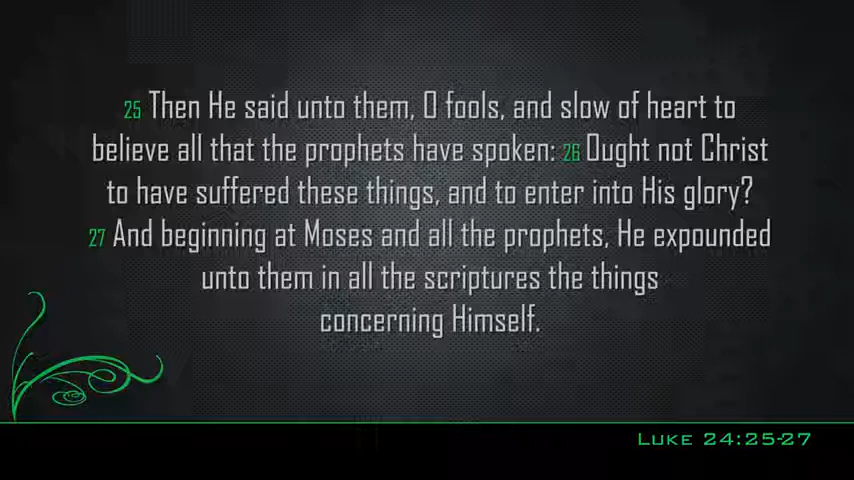 25 Then He said unto them, O fools, and slow of heart to
believe all that the prophets have spoken: 26 Ought not Christ
to have suffered these things, and to enter into His glory?
27 And beginning at Moses and all the prophets, He expounded
unto them in all the scriptures the things
concerning Himself.
Luke 24:25-27